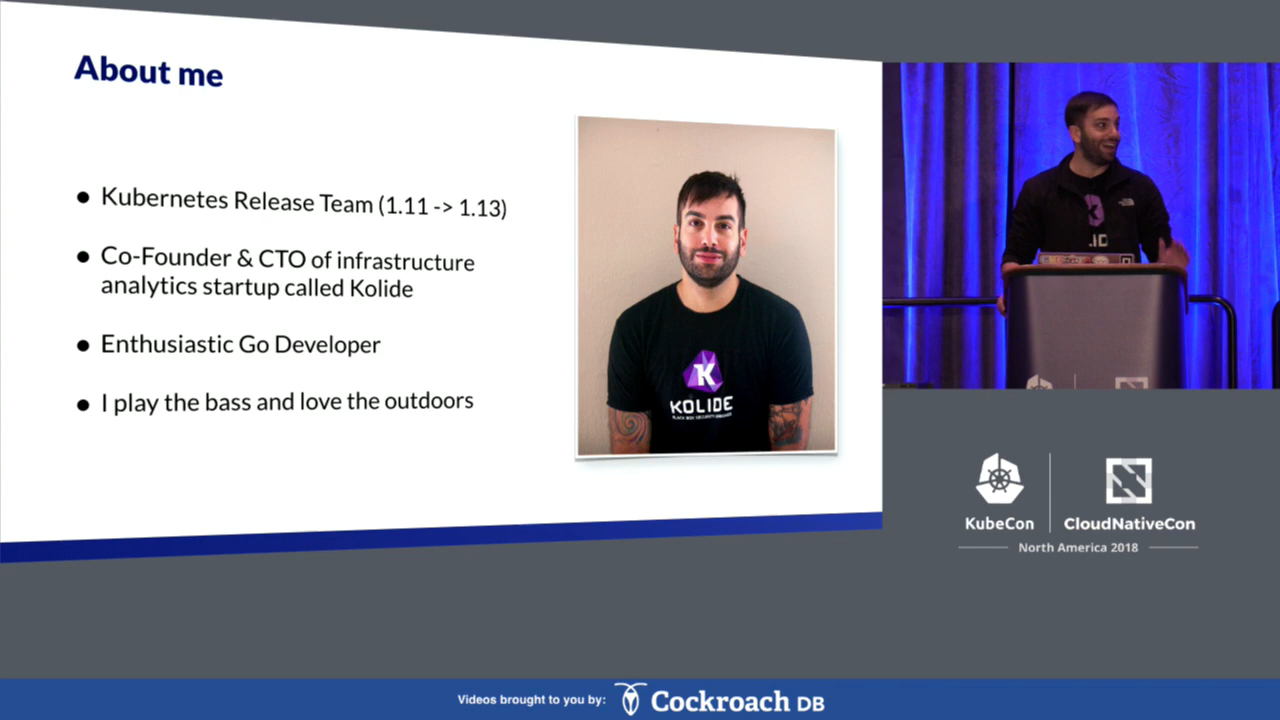 About me
● Kubernetes Release Team (1.11 -> 1.13)
● Co-Founder & CTO of infrastructure
analytics startup called Kolide
● Enthusiastic Go Developer
● I play the bass and love the outdoors
K
KOLIDE
KubeCon
CloudNativeCon
North America 2018
Videos brought to you by:
Cockroach DB